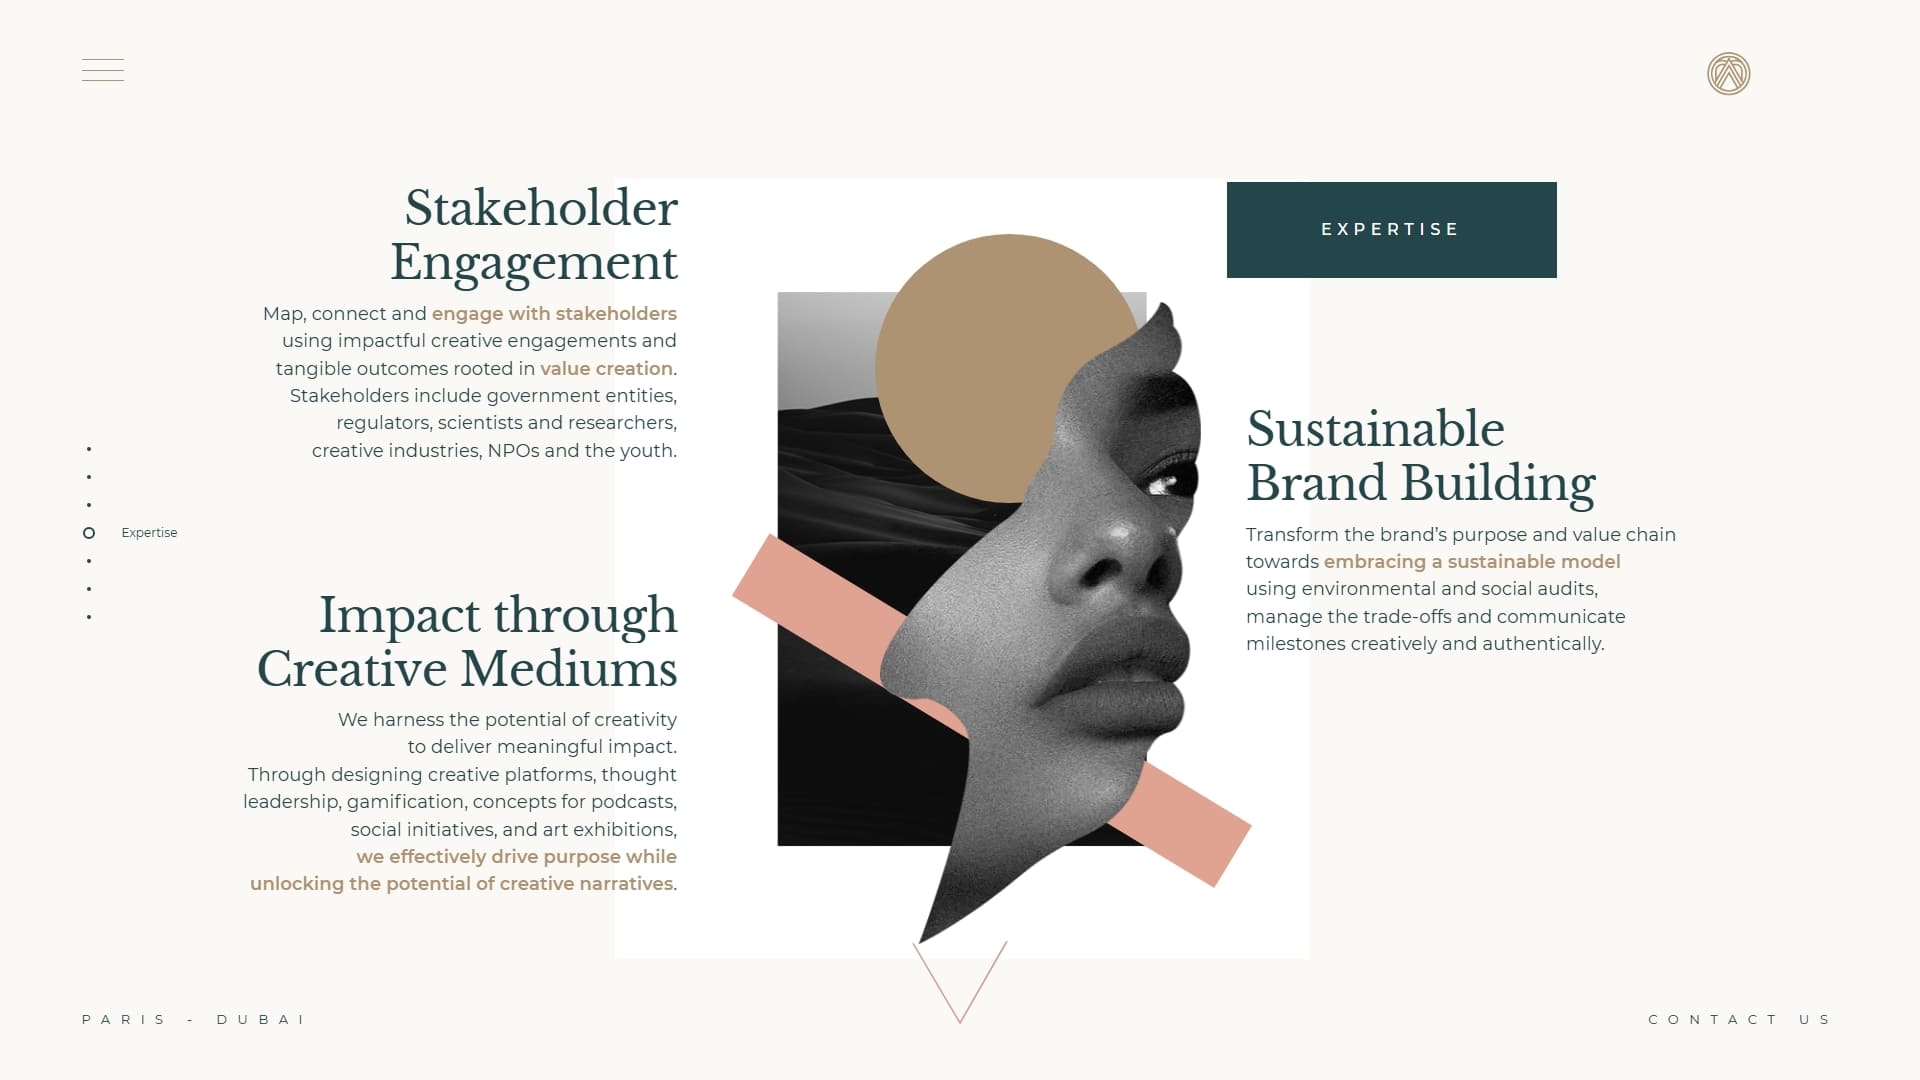 Stakeholder
Engagement
Map, connect and engage with stakeholders
using impactful creative engagements and
tangible outcomes rooted in value creation.
Stakeholders include government entities,
regulators, scientists and researchers,
creative industries, NPOs and the youth.
Expertise
Impact through
Creative Mediums
We harness the potential of creativity
to deliver meaningful impact.
Through designing creative platforms, thought
leadership, gamification, concepts for podcasts,
social initiatives, and art exhibitions,
we effectively drive purpose while
unlocking the potential of creative narratives.
EXPERTISE
Sustainable
Brand Building
Transform the brand’s purpose and value chain
towards embracing a sustainable model
using environmental and social audits,
manage the trade-offs and communicate
milestones creatively and authentically.
PARIS - DUBAI
CONTACT US